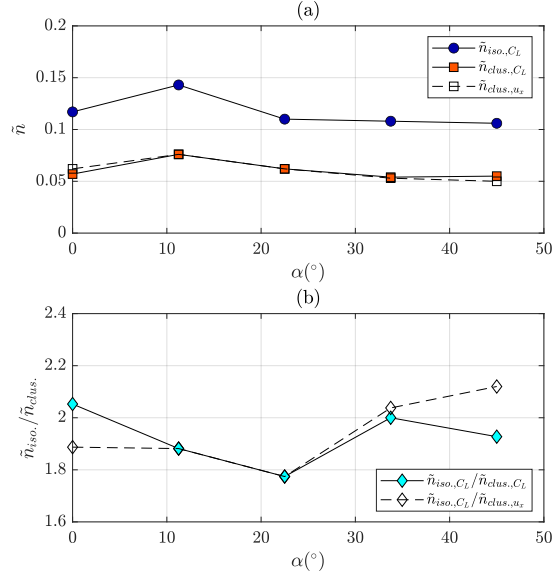 (a)
0.2
0.15
0.1
0.05
0
ñ
ñ_{iso.,C_L}
ñ_{clus.,C_L}
ñ_{clus.,u_x}
0 10 20 30 40 50
α(°)
(b)
2.4
2.2
2
1.8
1.6
ñ_{iso.}/ñ_{clus.}
ñ_{iso.,C_L}/ñ_{clus.,C_L}
ñ_{iso.,C_L}/ñ_{clus.,u_x}
0 10 20 30 40 50
α(°)